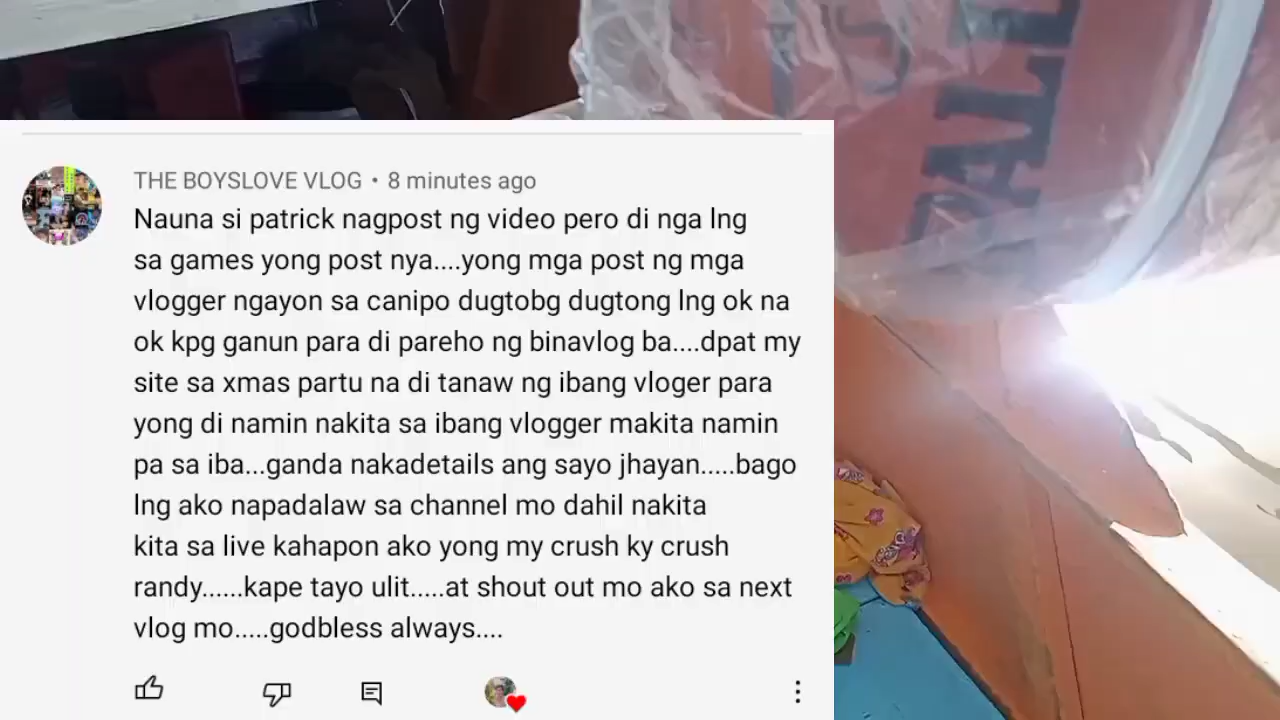 THE BOYSLOVE VLOG • 8 minutes ago
Nauna si patrick nagpost ng video pero di nga lng
sa games yong post nya....yong mga post ng mga
vlogger ngayon sa canipo dugtobg dugtong lng ok na
ok kpg ganun para di pareho ng binavlog ba....dpat my
site sa xmas partu na di tanaw ng ibang vloger para
yong di namin nakita sa ibang vlogger makita namin
pa sa iba...ganda nakadetails ang sayo jhayan.....bago
lng ako napadalaw sa channel mo dahil nakita
kita sa live kahapon ako yong my crush ky crush
randy......kape tayo ulit.....at shout out mo ako sa next
vlog mo.....godbless always....